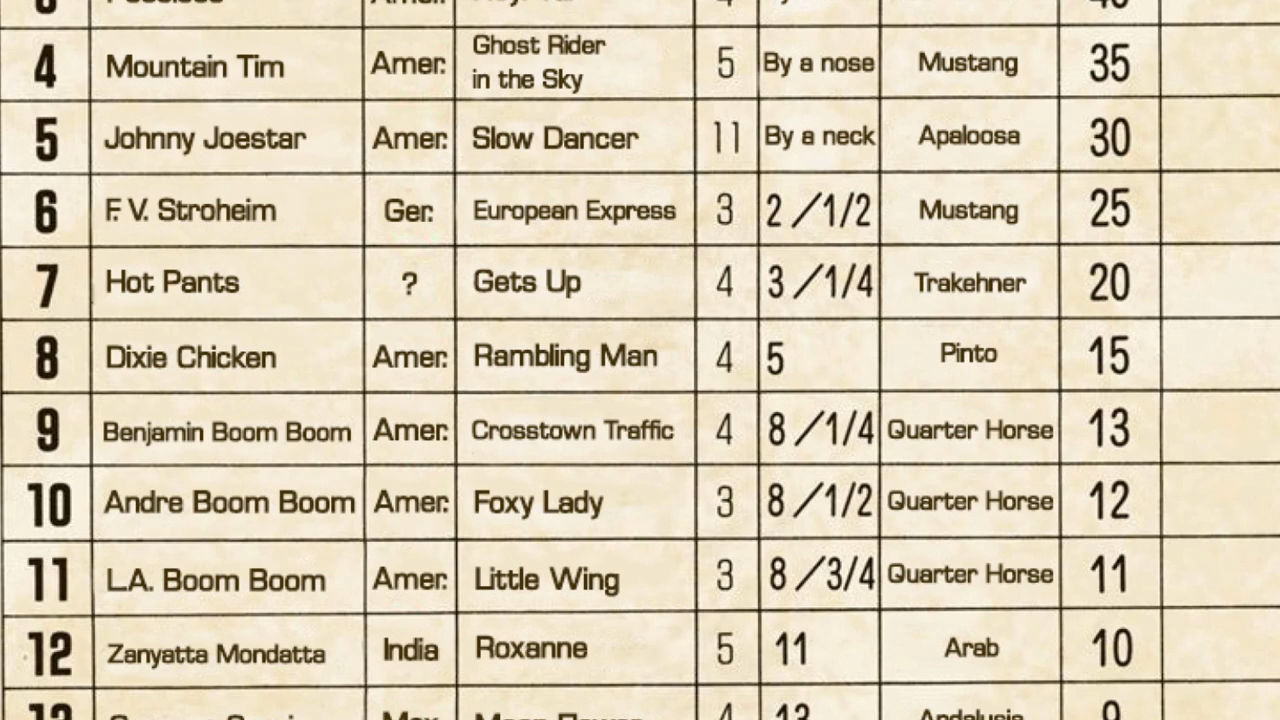 4 Mountain Tim Amer. Ghost Rider in the Sky 5 By a nose Mustang 35
5 Johnny Joestar Amer. Slow Dancer 11 By a neck Apaloosa 30
6 F. V. Stroheim Ger. European Express 3 2 /1/2 Mustang 25
7 Hot Pants ? Gets Up 4 3 /1/4 Trakehner 20
8 Dixie Chicken Amer. Rambling Man 4 5 Pinto 15
9 Benjamin Boom Boom Amer. Crosstown Traffic 4 8 /1/4 Quarter Horse 13
10 Andre Boom Boom Amer. Foxy Lady 3 8 /1/2 Quarter Horse 12
11 L.A. Boom Boom Amer. Little Wing 3 8 /3/4 Quarter Horse 11
12 Zanyatta Mondatta India Roxanne 5 11 Arab 10